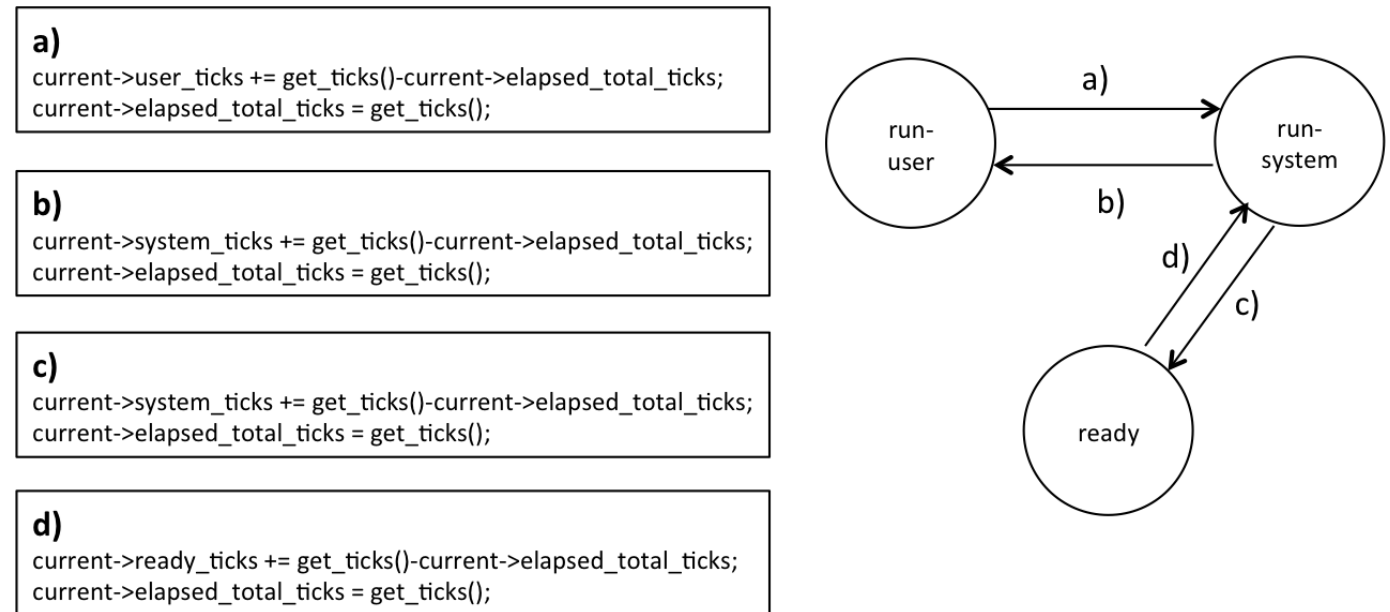 a)
current->user_ticks += get_ticks()-current->elapsed_total_ticks;
current->elapsed_total_ticks = get_ticks();
b)
current->system_ticks += get_ticks()-current->elapsed_total_ticks;
current->elapsed_total_ticks = get_ticks();
c)
current->system_ticks += get_ticks()-current->elapsed_total_ticks;
current->elapsed_total_ticks = get_ticks();
d)
current->ready_ticks += get_ticks()-current->elapsed_total_ticks;
current->elapsed_total_ticks = get_ticks();
run-
user
a)
b)
run-
system
d)
c)
ready